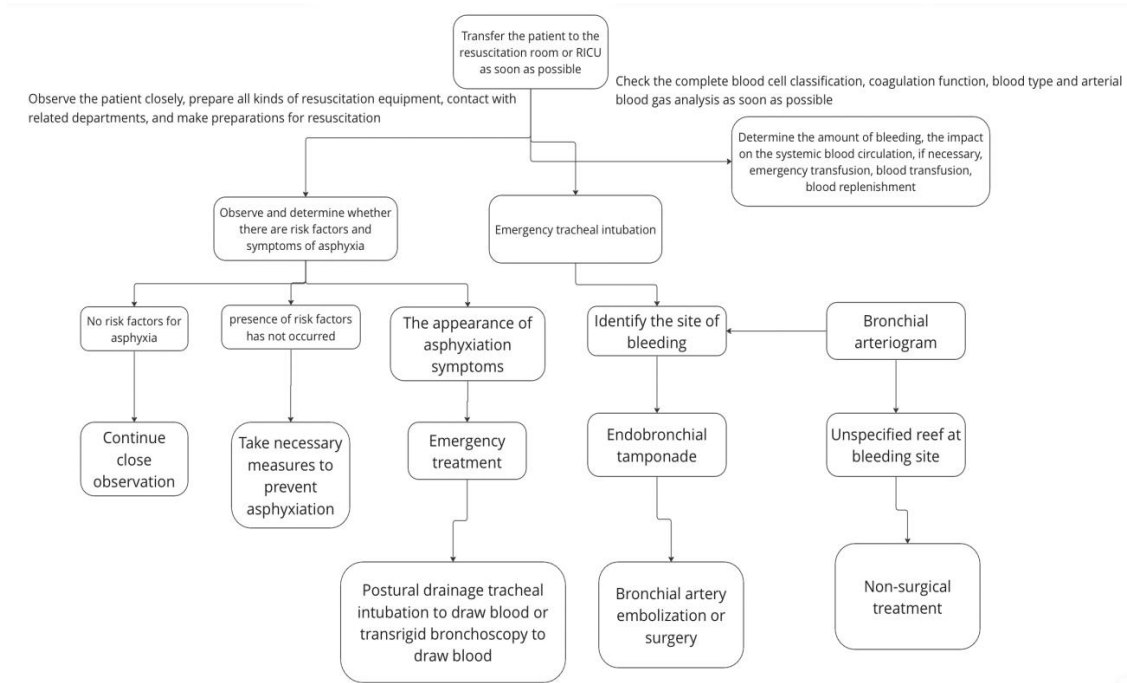 Transfer the patient to the
resuscitation room or RICU
as soon as possible
Check the complete blood cell classification, coagulation function, blood type and arterial
blood gas analysis as soon as possible
Observe the patient closely, prepare all kinds of resuscitation equipment, contact with
related departments, and make preparations for resuscitation
Determine the amount of bleeding, the impact
on the systemic blood circulation, if necessary,
emergency transfusion, blood transfusion,
blood replenishment
Observe and determine whether
there are risk factors and
symptoms of asphyxia
Emergency tracheal intubation
No risk factors for
asphyxia
presence of risk factors
has not occurred
The appearance of
asphyxiation
symptoms
Identify the site of
bleeding
Bronchial
arteriogram
Continue
close
observation
Take necessary
measures to
prevent
asphyxiation
Emergency
treatment
Endobronchial
tamponade
Unspecified reef at
bleeding site
Postural drainage tracheal
intubation to draw blood or
transrigid bronchoscopy to
draw blood
Bronchial artery
embolization or
surgery
Non-surgical
treatment